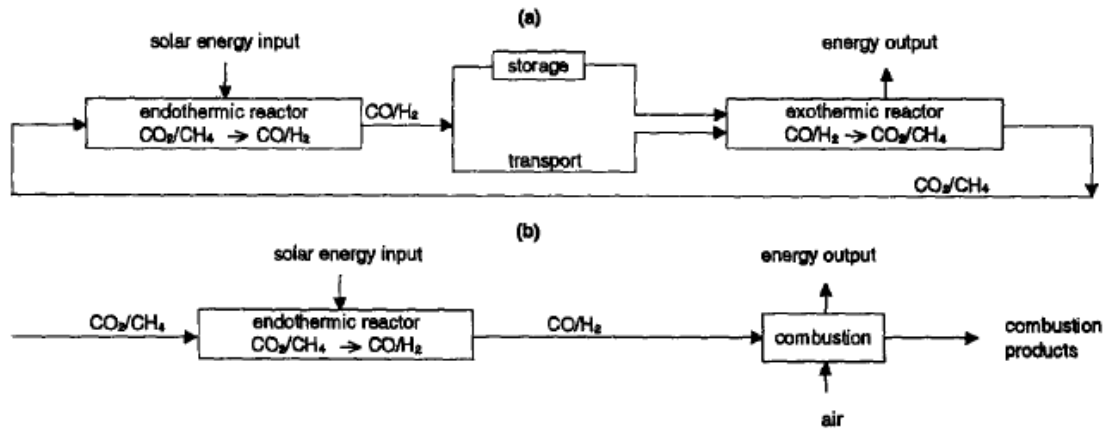 (a)
solar energy input
energy output
storage
endothermic reactor
CO₂/CH₄ → CO/H₂
CO/H₂
exothermic reactor
CO/H₂ → CO₂/CH₄
transport
CO₂/CH₄
(b)
solar energy input
energy output
CO₂/CH₄
endothermic reactor
CO₂/CH₄ → CO/H₂
CO/H₂
combustion
combustion
products
air